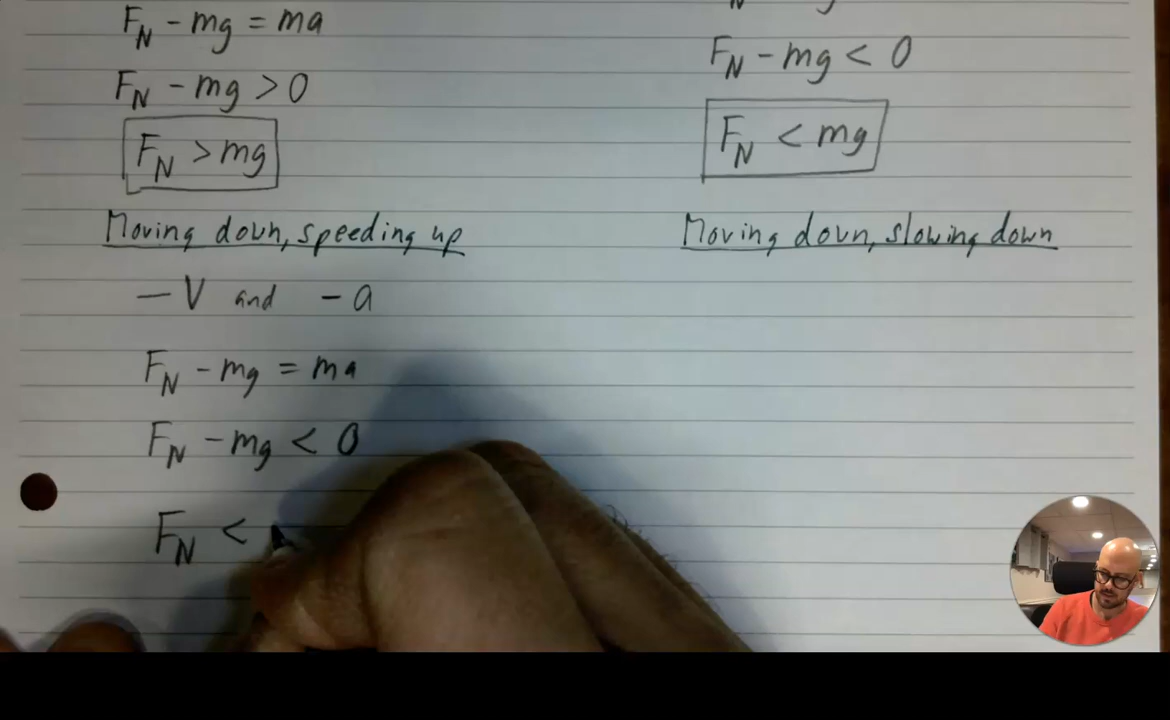 F_N - mg = ma
F_N - mg > 0
F_N > mg
F_N - mg < 0
F_N < mg
Moving down, speeding up
Moving down, slowing down
- V and - a
F_N - mg = ma
F_N - mg < 0
F_N <